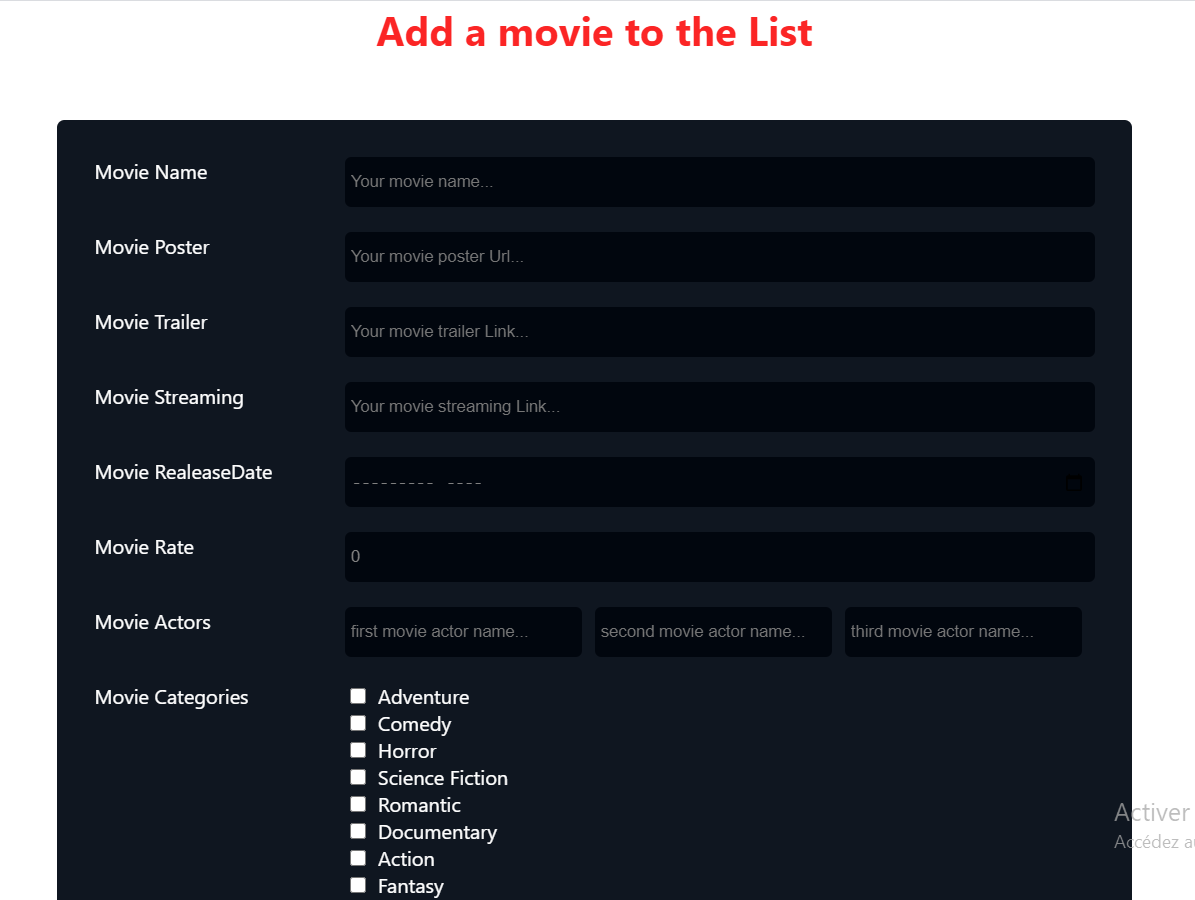 Add a movie to the List
Movie Name
Your movie name...
Movie Poster
Your movie poster Url...
Movie Trailer
Your movie trailer Link...
Movie Streaming
Your movie streaming Link...
Movie RealeaseDate
--------- ----
Movie Rate
0
Movie Actors
first movie actor name...
second movie actor name...
third movie actor name...
Movie Categories
Adventure
Comedy
Horror
Science Fiction
Romantic
Documentary
Action
Fantasy
Activer
Accédez au